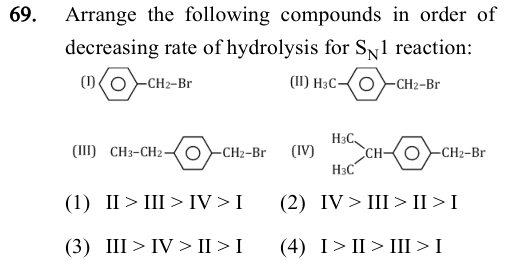 69. Arrange the following compounds in order of
decreasing rate of hydrolysis for SN1 reaction:
(I) CH2–Br (II) H3C CH2–Br
(III) CH3–CH2 CH2–Br (IV) H3C H3C CH CH2–Br
(1) II > III > IV > I (2) IV > III > II > I
(3) III > IV > II > I (4) I > II > III > I